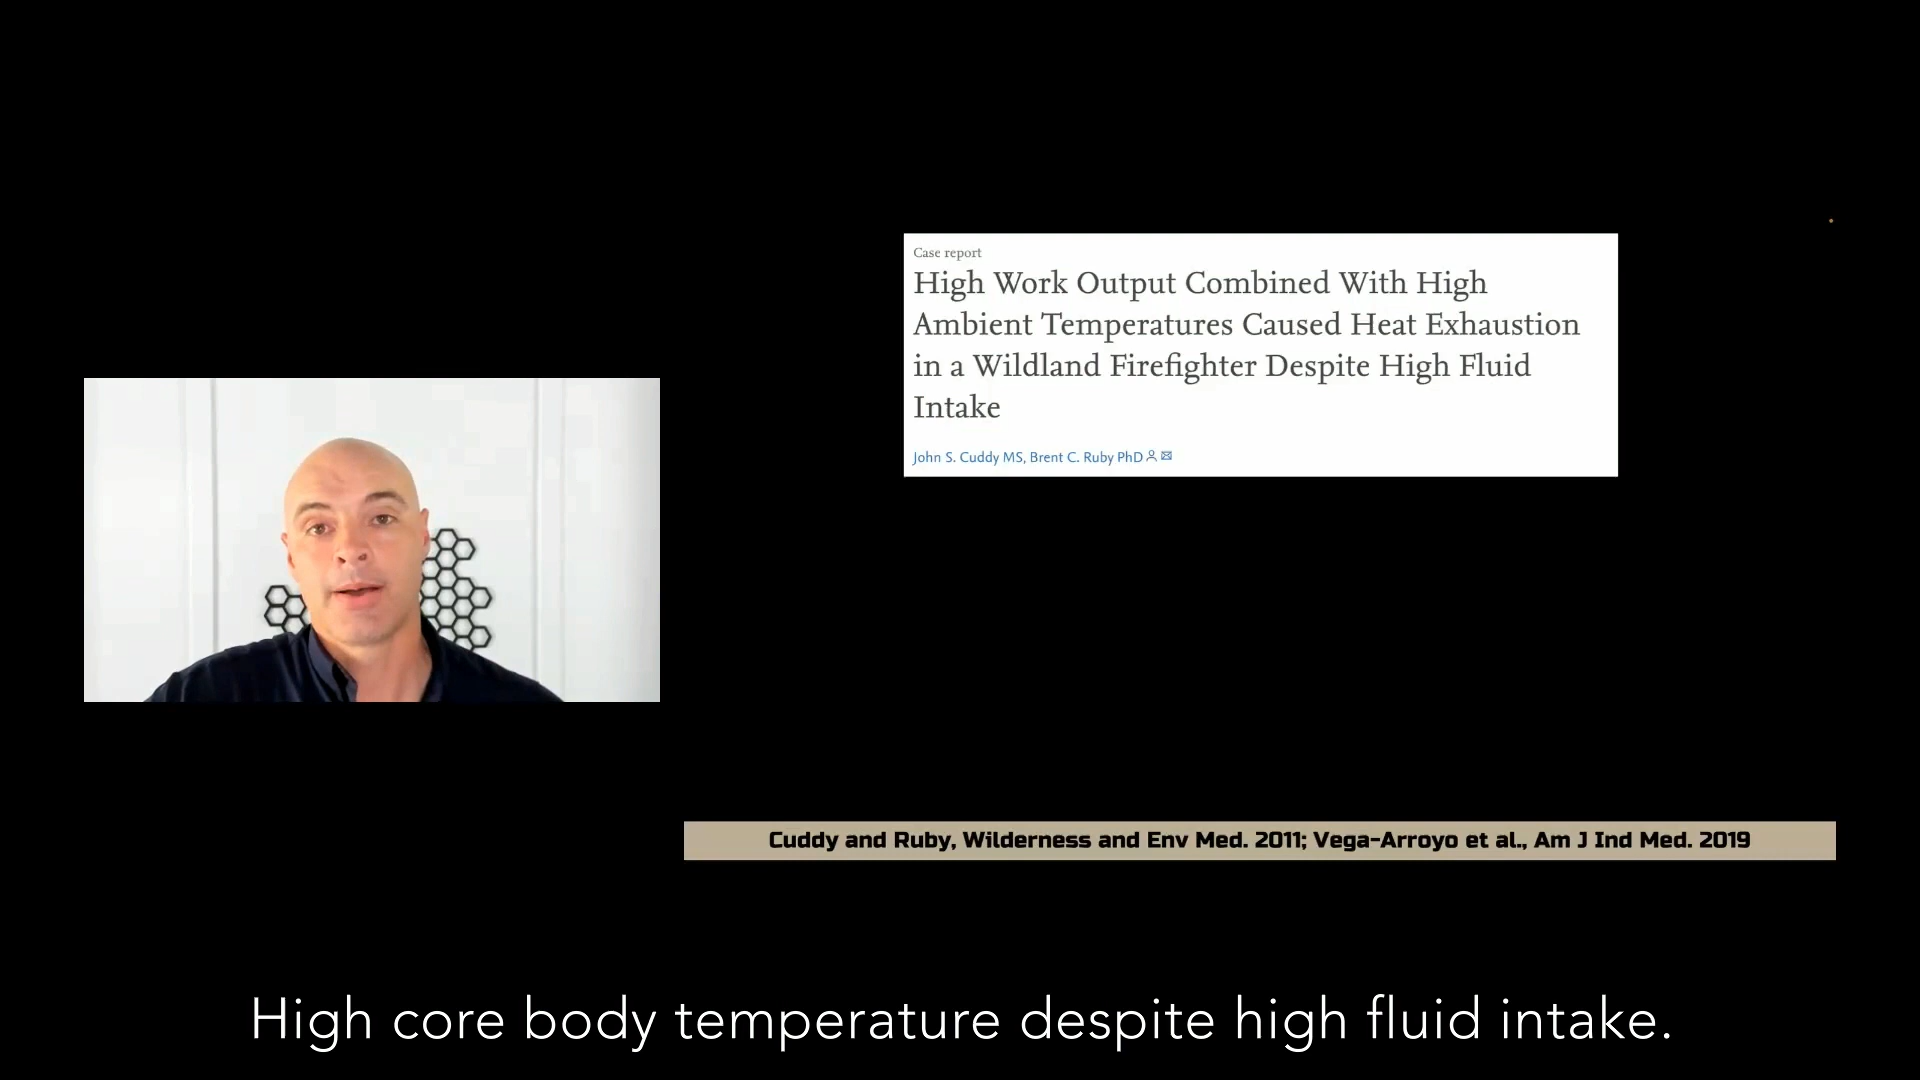 Case report
High Work Output Combined With High
Ambient Temperatures Caused Heat Exhaustion
in a Wildland Firefighter Despite High Fluid
Intake
John S. Cuddy MS, Brent C. Ruby PhD
Cuddy and Ruby, Wilderness and Env Med. 2011; Vega-Arroyo et al., Am J Ind Med. 2019
High core body temperature despite high fluid intake.